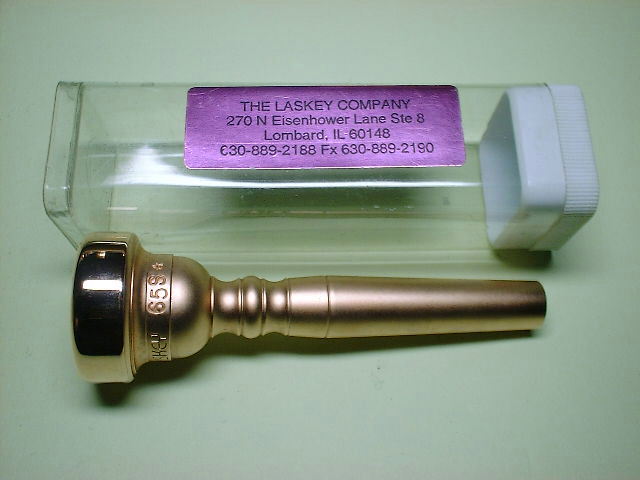 THE LASKEY COMPANY
270 N Eisenhower Lane Ste 8
Lombard, IL 60148
630-889-2188 Fx 630-889-2190
65S*